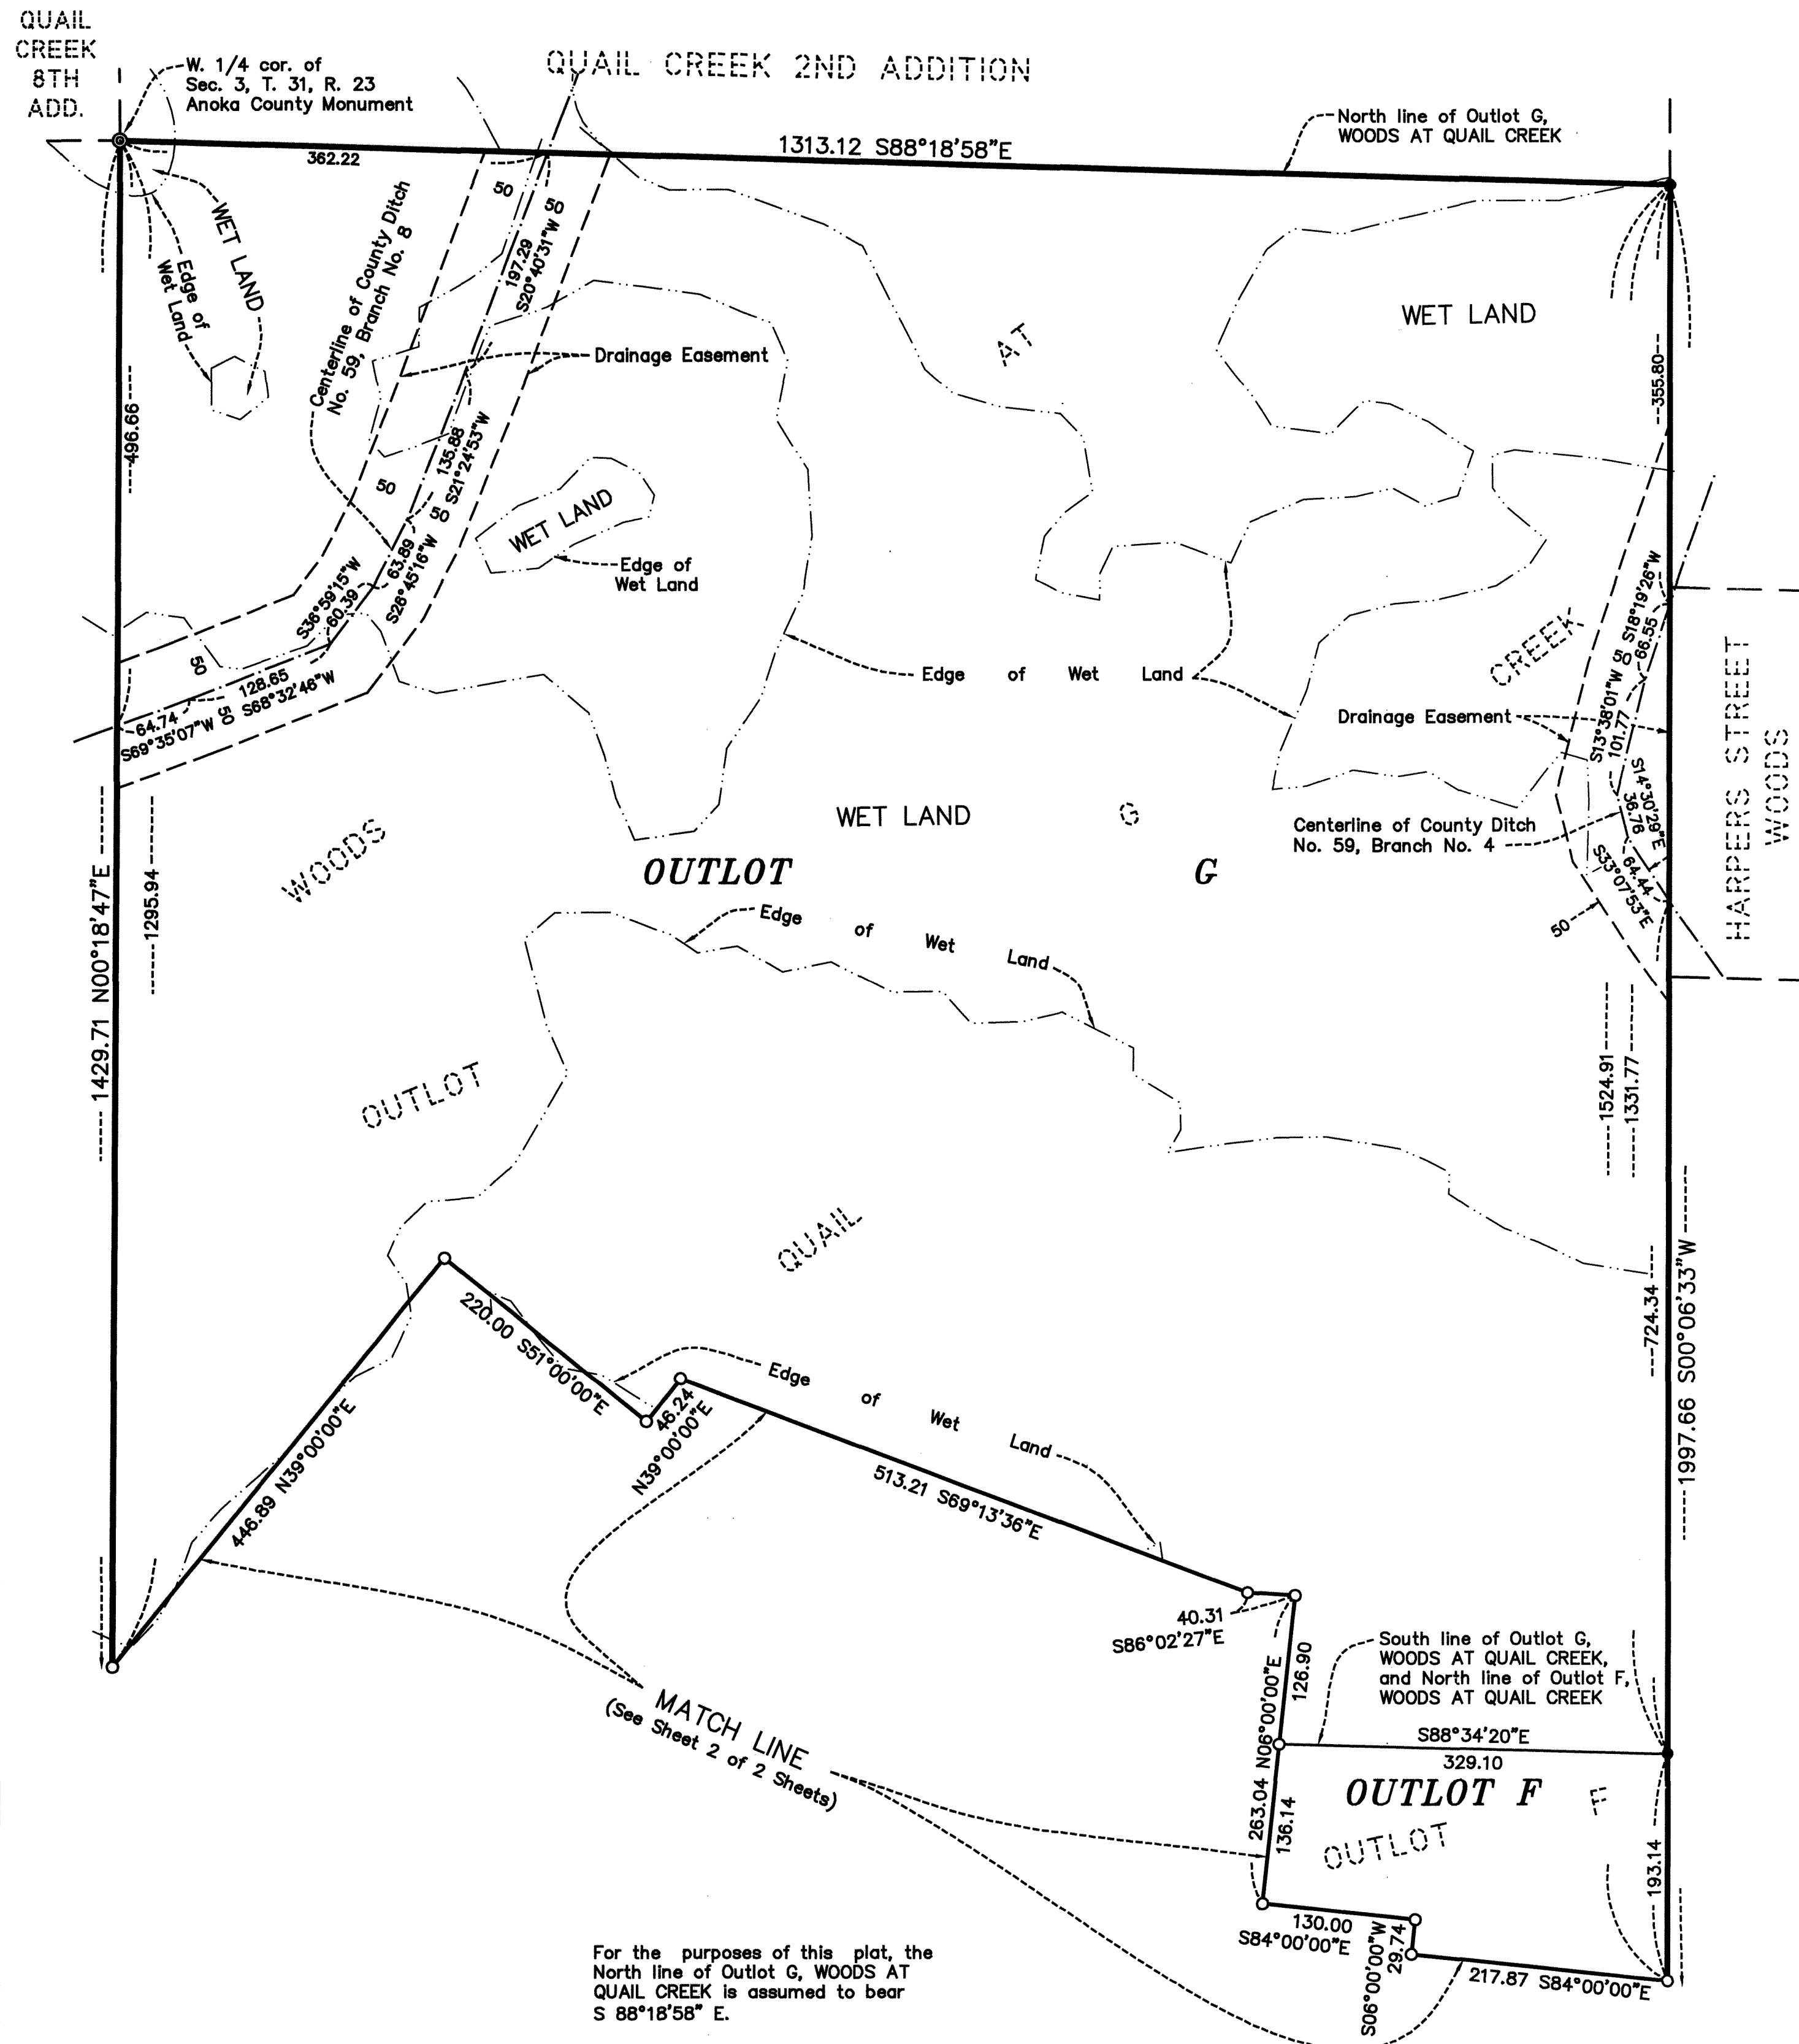 QUAIL
CREEK
8TH
ADD.
W. 1/4 cor. of
Sec. 3, T. 31, R. 23
Anoka County Monument
QUAIL CREEK 2ND ADDITION
North line of Outlot G,
WOODS AT QUAIL CREEK
362.22
1313.12 S88°18'58"E
WET LAND
Edge of
Wet Land
Centerline of County Ditch
No. 59, Branch No. 8
50
50
197.29
S20°40'31"W
Drainage Easement
AT
WET LAND
355.80
496.66
135.88
S21°24'53"W
50
50
WET LAND
Edge of
Wet Land
63.89
S28°45'16"W
S36°59'15"W
60.39
50
128.65
S68°32'46"W
64.74
50
S69°35'07"W
Edge of Wet Land
CREEK
S18°19'26"W
66.55
50
S13°38'01"W
101.77
Drainage Easement
S14°30'29"E
36.76
Centerline of County Ditch
No. 59, Branch No. 4
64.44
S33°07'53"E
50
HARPERS STREET
WOODS
WOODS
WET LAND
G
OUTLOT G
1429.71 N00°18'47"E
1295.94
Edge of Wet Land
OUTLOT
1524.91
1331.77
QUAIL
724.34
1997.66 S00°06'33"W
220.00 S51°00'00"E
46.24
N39°00'00"E
446.89 N39°00'00"E
Edge of Wet Land
513.21 S69°13'36"E
40.31
S86°02'27"E
126.90
263.04 N06°00'00"E
136.14
South line of Outlot G,
WOODS AT QUAIL CREEK,
and North line of Outlot F,
WOODS AT QUAIL CREEK
S88°34'20"E
329.10
OUTLOT F
F
OUTLOT
193.14
MATCH LINE
(See Sheet 2 of 2 Sheets)
130.00
S84°00'00"E
S06°00'00"W
29.74
217.87 S84°00'00"E
For the purposes of this plat, the
North line of Outlot G, WOODS AT
QUAIL CREEK is assumed to bear
S 88°18'58" E.